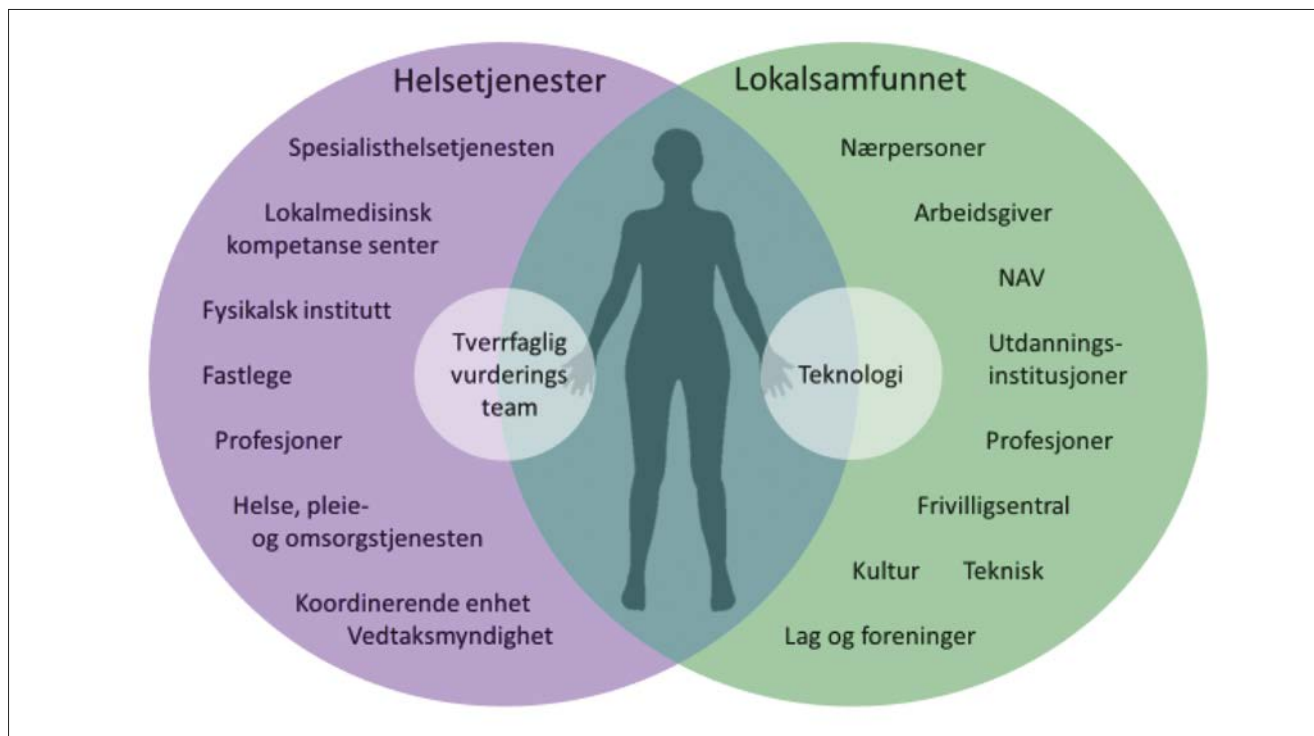 Helsetjenester
Spesialisthelsetjenesten
Lokalmedisinsk
kompetanse senter
Fysikalsk institutt
Fastlege
Profesjoner
Helse, pleie-
og omsorgstjenesten
Koordinerende enhet
Vedtaksmyndighet
Tverrfaglig
vurderings
team
Teknologi
Lokalsamfunnet
Nærpersoner
Arbeidsgiver
NAV
Utdannings-
institusjoner
Profesjoner
Frivilligsentral
Kultur
Teknisk
Lag og foreninger